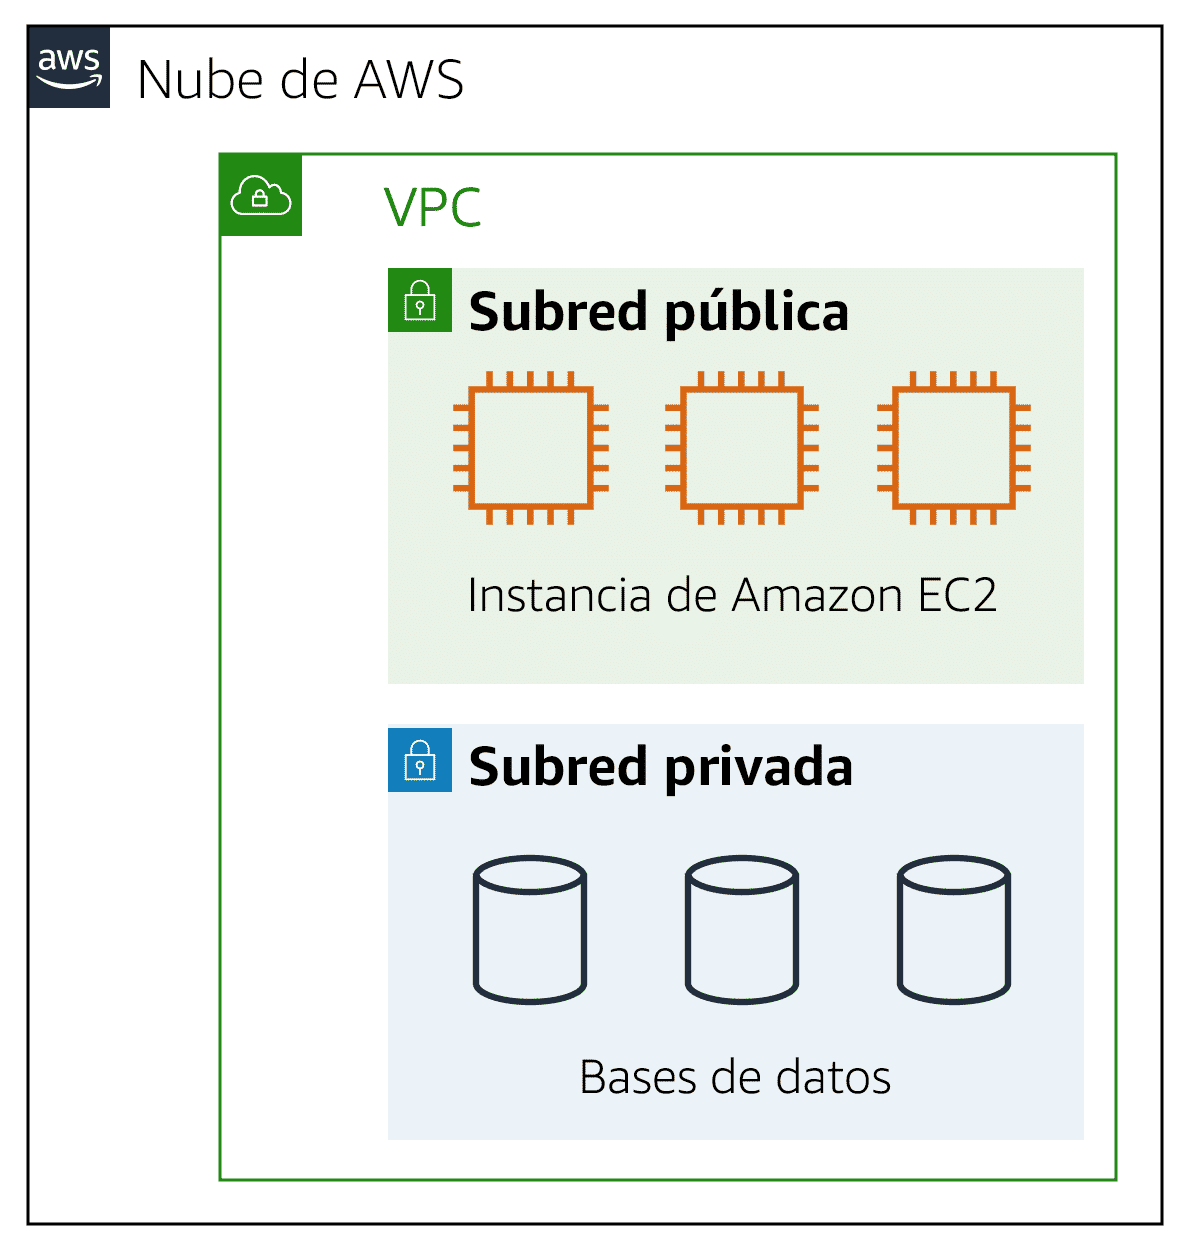 aws
Nube de AWS
VPC
Subred pública
Instancia de Amazon EC2
Subred privada
Bases de datos